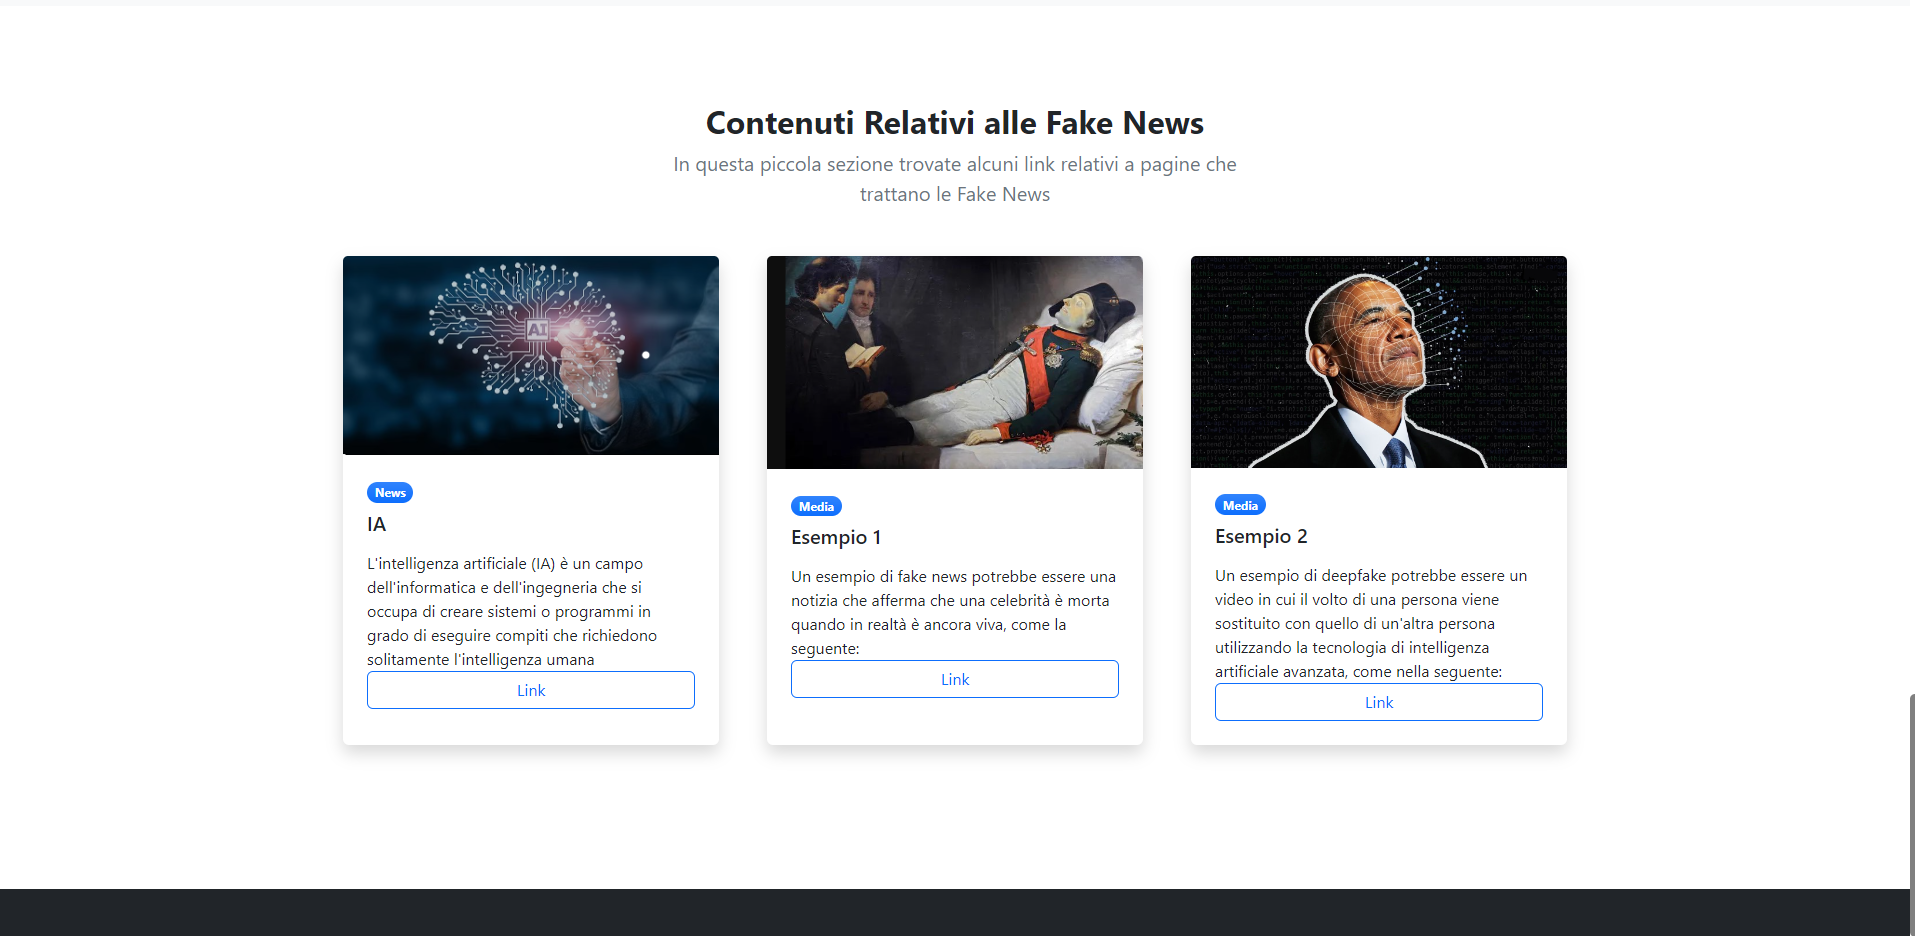 Contenuti Relativi alle Fake News
In questa piccola sezione trovate alcuni link relativi a pagine che
trattano le Fake News
AI
News
IA
L'intelligenza artificiale (IA) è un campo
dell'informatica e dell'ingegneria che si
occupa di creare sistemi o programmi in
grado di eseguire compiti che richiedono
solitamente l'intelligenza umana
Link
Media
Esempio 1
Un esempio di fake news potrebbe essere una
notizia che afferma che una celebrità è morta
quando in realtà è ancora viva, come la
seguente:
Link
Media
Esempio 2
Un esempio di deepfake potrebbe essere un
video in cui il volto di una persona viene
sostituito con quello di un'altra persona
utilizzando la tecnologia di intelligenza
artificiale avanzata, come nella seguente:
Link